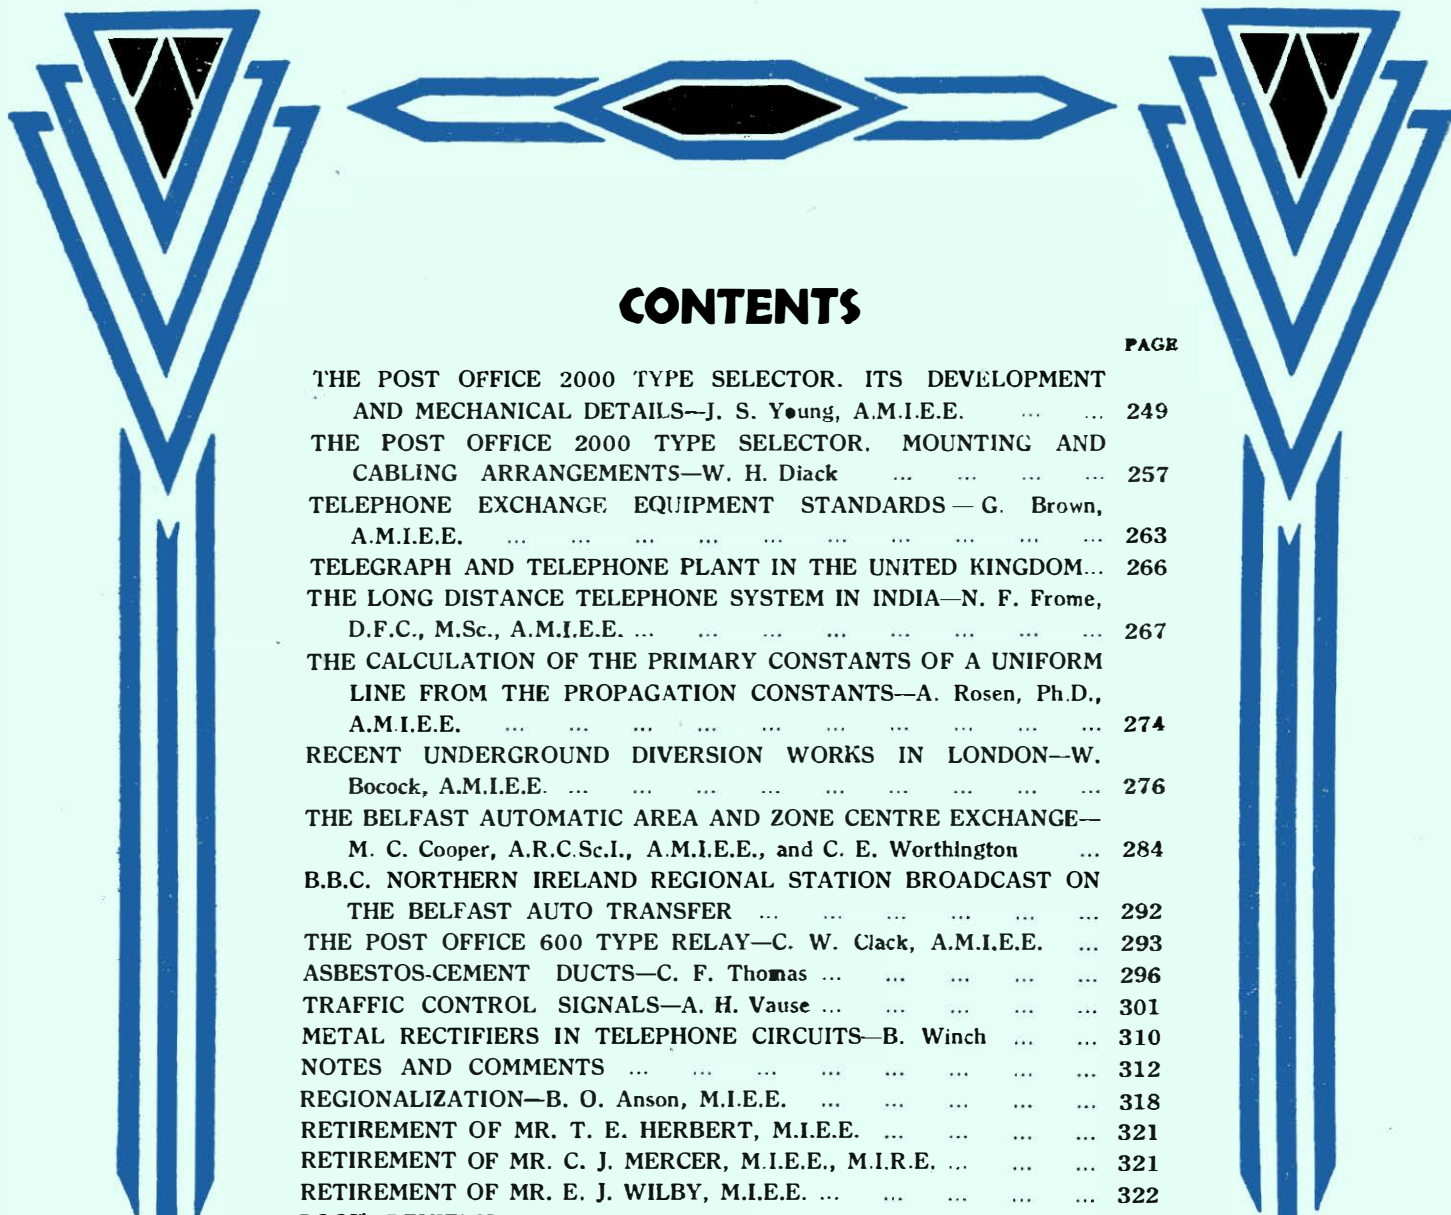 CONTENTS
PAGE
THE POST OFFICE 2000 TYPE SELECTOR. ITS DEVELOPMENT
AND MECHANICAL DETAILS—J. S. Young, A.M.I.E.E. ... ... 249
THE POST OFFICE 2000 TYPE SELECTOR. MOUNTING AND
CABLING ARRANGEMENTS—W. H. Diack ... ... ... ... 257
TELEPHONE EXCHANGE EQUIPMENT STANDARDS — G. Brown,
A.M.I.E.E. ... ... ... ... ... ... ... ... ... ... 263
TELEGRAPH AND TELEPHONE PLANT IN THE UNITED KINGDOM... 266
THE LONG DISTANCE TELEPHONE SYSTEM IN INDIA—N. F. Frome,
D.F.C., M.Sc., A.M.I.E.E. ... ... ... ... ... ... ... ... 267
THE CALCULATION OF THE PRIMARY CONSTANTS OF A UNIFORM
LINE FROM THE PROPAGATION CONSTANTS—A. Rosen, Ph.D.,
A.M.I.E.E. ... ... ... ... ... ... ... ... ... ... 274
RECENT UNDERGROUND DIVERSION WORKS IN LONDON—W.
Bocock, A.M.I.E.E. ... ... ... ... ... ... ... ... ... 276
THE BELFAST AUTOMATIC AREA AND ZONE CENTRE EXCHANGE—
M. C. Cooper, A.R.C.Sc.I., A.M.I.E.E., and C. E. Worthington ... 284
B.B.C. NORTHERN IRELAND REGIONAL STATION BROADCAST ON
THE BELFAST AUTO TRANSFER ... ... ... ... ... ... 292
THE POST OFFICE 600 TYPE RELAY—C. W. Clack, A.M.I.E.E. ... 293
ASBESTOS-CEMENT DUCTS—C. F. Thomas ... ... ... ... ... 296
TRAFFIC CONTROL SIGNALS—A. H. Vause ... ... ... ... ... 301
METAL RECTIFIERS IN TELEPHONE CIRCUITS—B. Winch ... ... 310
NOTES AND COMMENTS ... ... ... ... ... ... ... ... 312
REGIONALIZATION—B. O. Anson, M.I.E.E. ... ... ... ... ... 318
RETIREMENT OF MR. T. E. HERBERT, M.I.E.E. ... ... ... ... 321
RETIREMENT OF MR. C. J. MERCER, M.I.E.E., M.I.R.E. ... ... ... 321
RETIREMENT OF MR. E. J. WILBY, M.I.E.E. ... ... ... ... ... 322